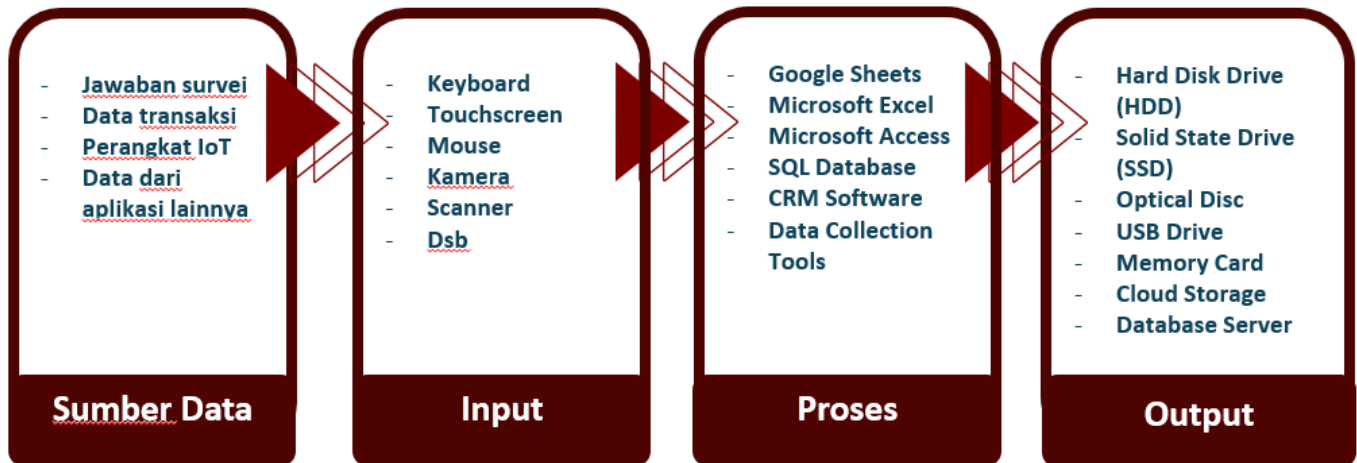 - Jawaban survei
- Data transaksi
- Perangkat IoT
- Data dari
aplikasi lainnya
Sumber Data
- Keyboard
- Touchscreen
- Mouse
- Kamera
- Scanner
- Dsb
Input
- Google Sheets
- Microsoft Excel
- Microsoft Access
- SQL Database
- CRM Software
- Data Collection
Tools
Proses
- Hard Disk Drive
(HDD)
- Solid State Drive
(SSD)
- Optical Disc
- USB Drive
- Memory Card
- Cloud Storage
- Database Server
Output